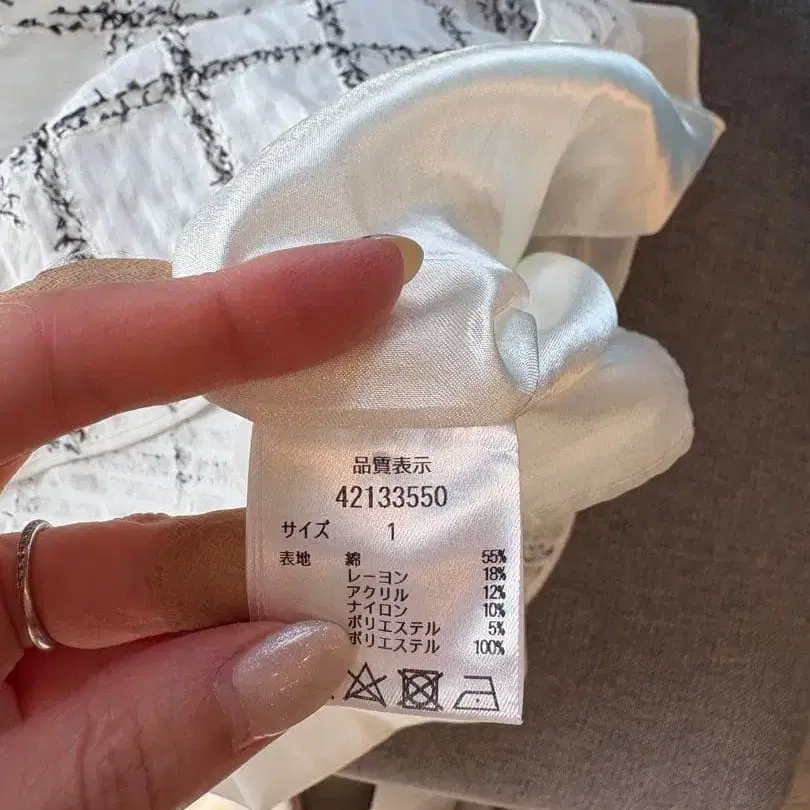 品質表示
42133550
サイズ 1
表地 綿 55%
レーヨン 18%
アクリル 12%
ナイロン 10%
ポリエステル 5%
ポリエステル 100%